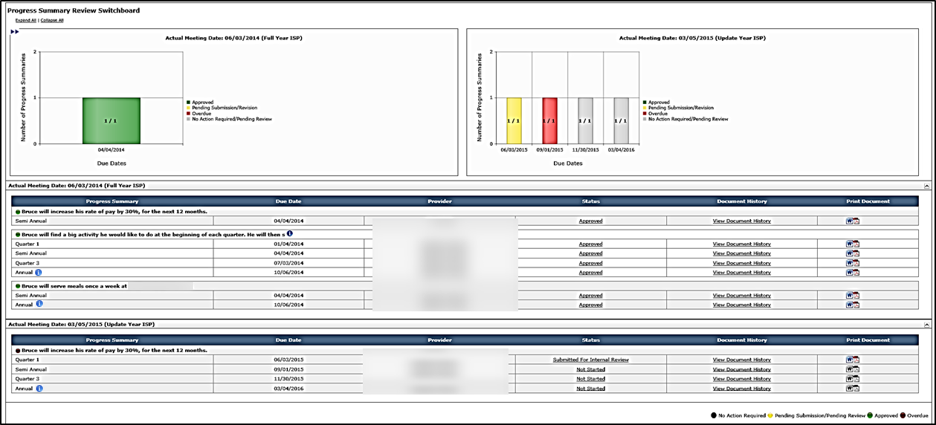 Progress Summary Review Switchboard
Expand All | Collapse All
Actual Meeting Date: 06/03/2014 (Full Year ISP)
Number of Progress Summaries
2
1
0
1 / 1
04/04/2014
Due Dates
Approved
Pending Submission/Revision
Overdue
No Action Required/Pending Review
Actual Meeting Date: 03/05/2015 (Update Year ISP)
Number of Progress Summaries
2
1
0
1 / 1 1 / 1 1 / 1 1 / 1
06/03/2015 09/01/2015 11/30/2015 03/04/2016
Due Dates
Approved
Pending Submission/Revision
Overdue
No Action Required/Pending Review
Actual Meeting Date: 06/03/2014 (Full Year ISP)
Progress Summary Due Date Provider Status Document History Print Document
Bruce will increase his rate of pay by 30%, for the next 12 months.
Semi Annual 04/04/2014 Approved View Document History
Bruce will find a big activity he would like to do at the beginning of each quarter. He will then s
Quarter 1 01/04/2014 Approved View Document History
Semi Annual 04/04/2014 Approved View Document History
Quarter 3 07/03/2014 Approved View Document History
Annual 10/06/2014 Approved View Document History
Bruce will serve meals once a week at
Semi Annual 04/04/2014 Approved View Document History
Annual 10/06/2014 Approved View Document History
Actual Meeting Date: 03/05/2015 (Update Year ISP)
Progress Summary Due Date Provider Status Document History Print Document
Bruce will increase his rate of pay by 30%, for the next 12 months.
Quarter 1 06/03/2015 Submitted For Internal Review View Document History
Semi Annual 09/01/2015 Not Started View Document History
Quarter 3 11/30/2015 Not Started View Document History
Annual 03/04/2016 Not Started View Document History
No Action Required Pending Submission/Pending Review Approved Overdue